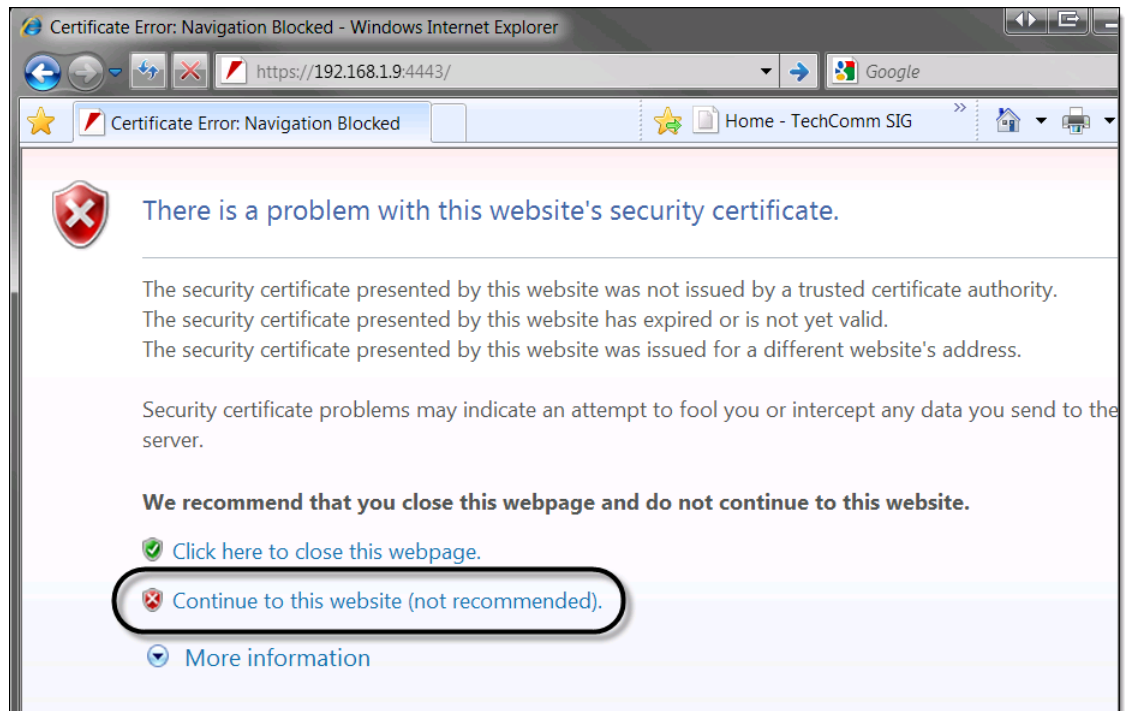 Certificate Error: Navigation Blocked - Windows Internet Explorer
https://192.168.1.9:4443/
Google
Certificate Error: Navigation Blocked
Home - TechComm SIG
»
There is a problem with this website's security certificate.
The security certificate presented by this website was not issued by a trusted certificate authority.
The security certificate presented by this website has expired or is not yet valid.
The security certificate presented by this website was issued for a different website's address.
Security certificate problems may indicate an attempt to fool you or intercept any data you send to the
server.
We recommend that you close this webpage and do not continue to this website.
Click here to close this webpage.
Continue to this website (not recommended).
More information